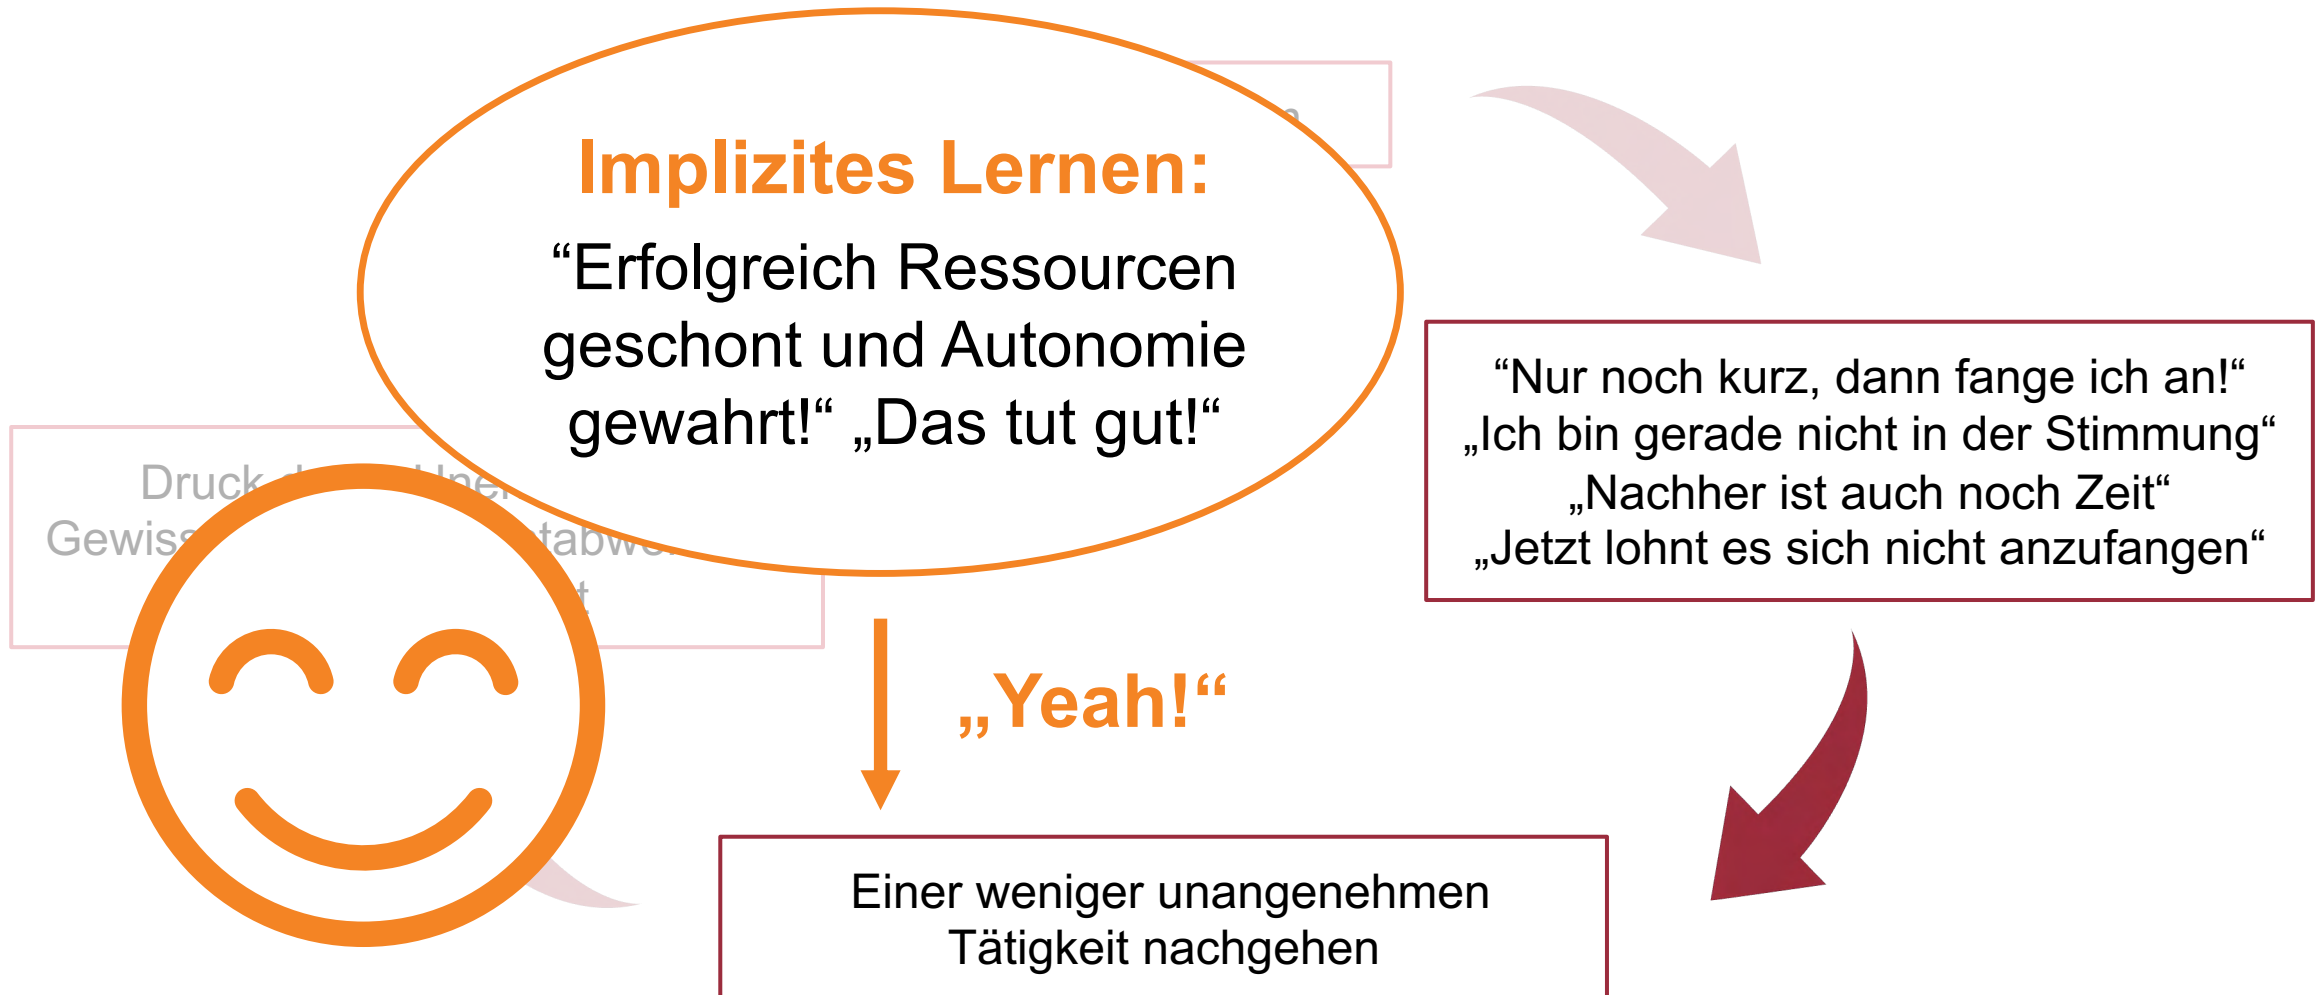 Implizites Lernen:
“Erfolgreich Ressourcen
geschont und Autonomie
gewahrt!“ „Das tut gut!“
“Nur noch kurz, dann fange ich an!“
„Ich bin gerade nicht in der Stimmung“
„Nachher ist auch noch Zeit“
„Jetzt lohnt es sich nicht anzufangen“
Druck
„Yeah!“
Einer weniger unangenehmen
Tätigkeit nachgehen